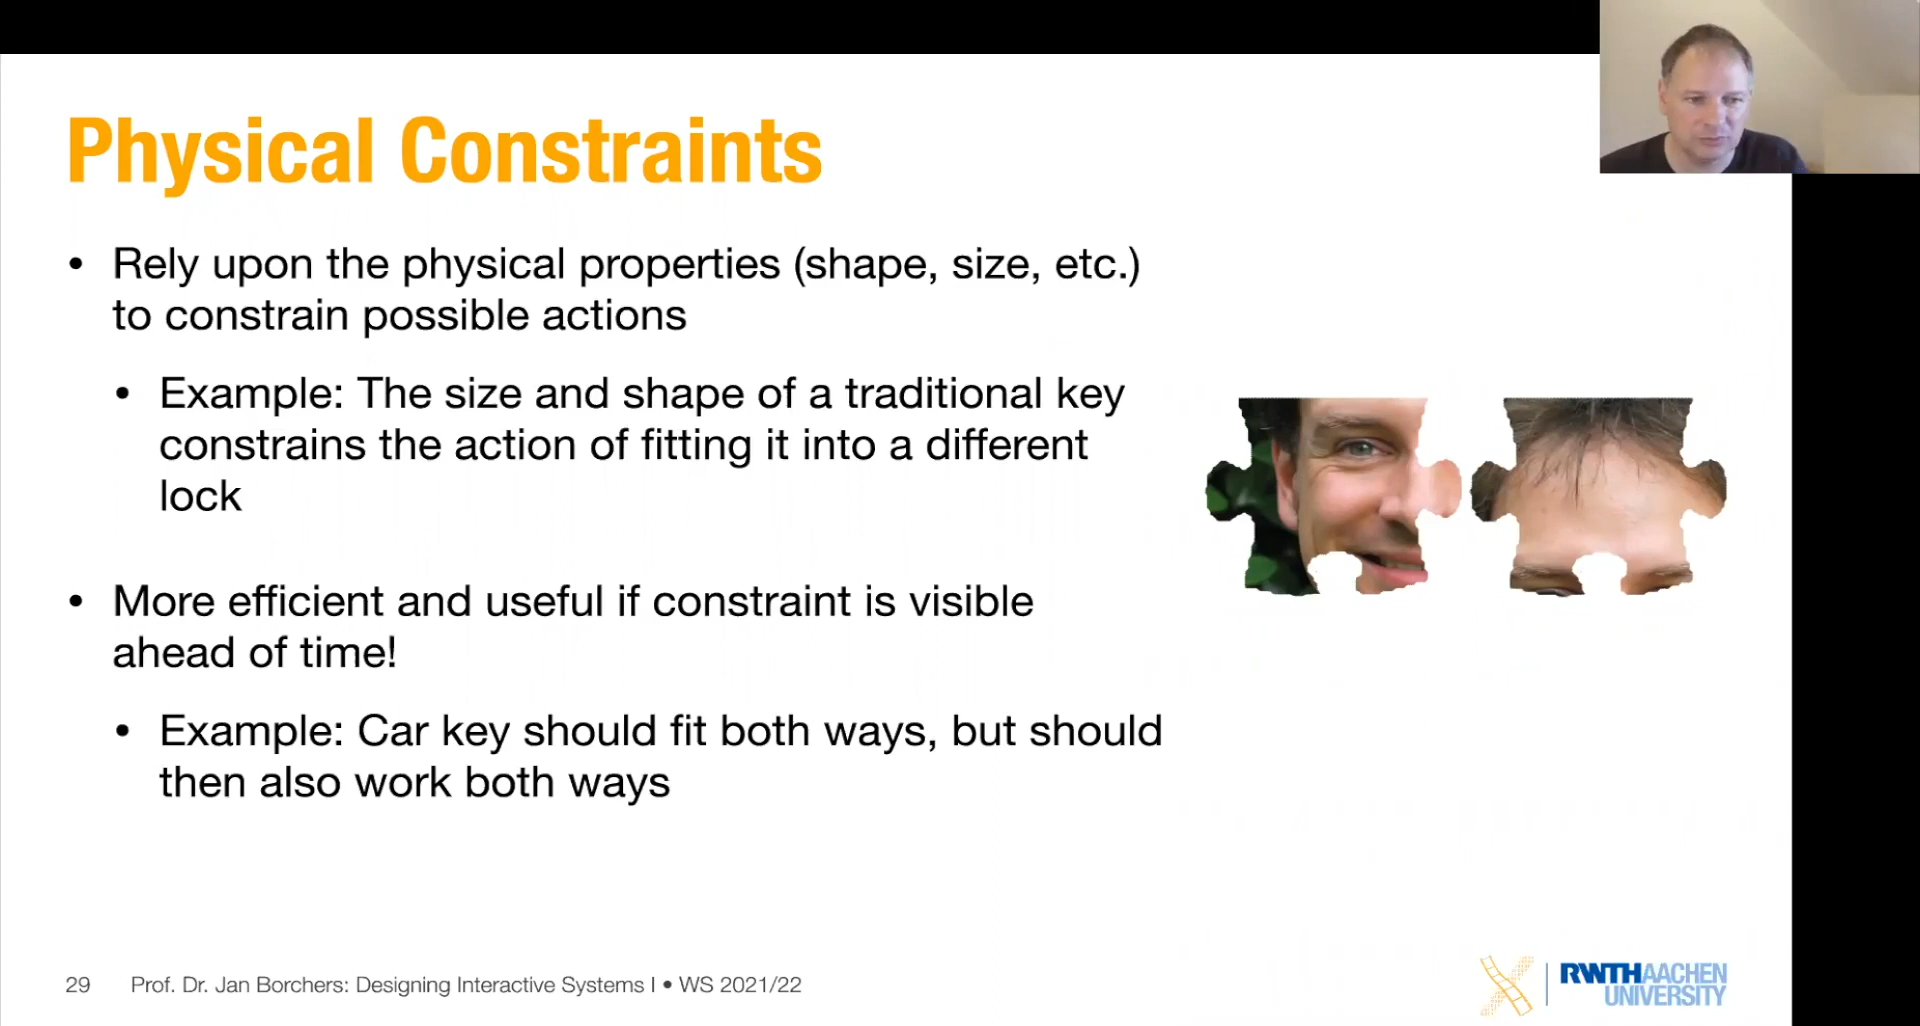 Physical Constraints
• Rely upon the physical properties (shape, size, etc.)
to constrain possible actions
• Example: The size and shape of a traditional key
constrains the action of fitting it into a different
lock
• More efficient and useful if constraint is visible
ahead of time!
• Example: Car key should fit both ways, but should
then also work both ways
29 Prof. Dr. Jan Borchers: Designing Interactive Systems I • WS 2021/22
RWTHAACHEN
UNIVERSITY